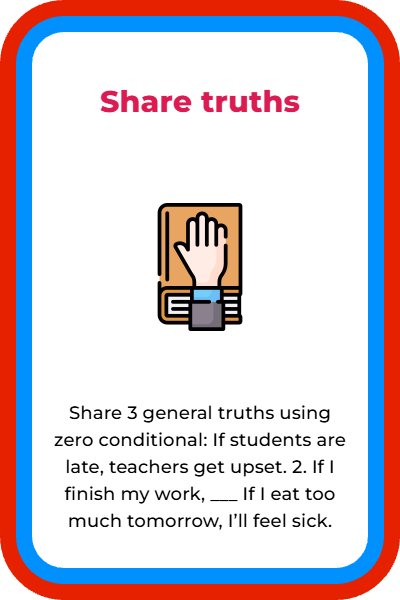 Share truths
Share 3 general truths using
zero conditional: If students are
late, teachers get upset. 2. If I
finish my work, ___ If I eat too
much tomorrow, I’ll feel sick.